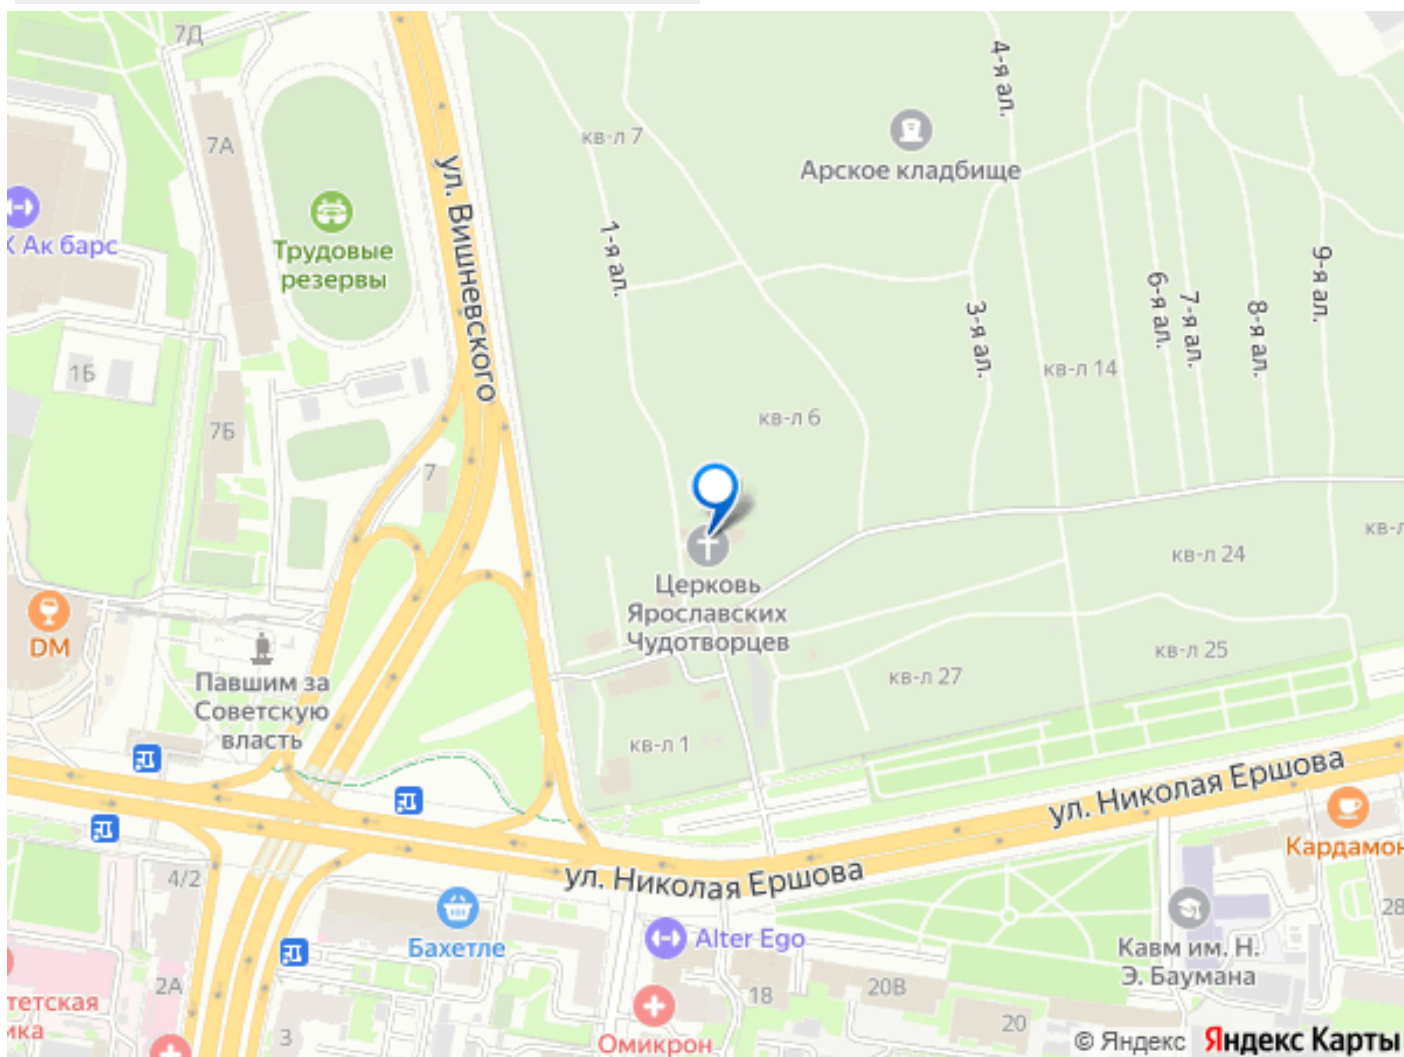 7Д
4-я ал.
7А
кв-л 7
Арское кладбище
ул. Вишневского
Ак барс
Трудовые
резервы
1-я ал.
9-я ал.
6-я ал.
7-я ал.
3-я ал.
8-я ал.
1Б
кв-л 14
7Б
кв-л 6
7
кв-л 24
Церковь
Ярославских
Чудотворцев
DM
кв-л 25
кв-л 27
Павшим за
Советскую
власть
кв-л 1
ул. Николая Ершова
Кардамон
4/2
ул. Николая Ершова
28
Бахетле
Alter Ego
Кавм им. Н.
Э. Баумана
2А
18
20В
тетская
ика
3
20
Омикрон
© Яндекс Яндекс Карты